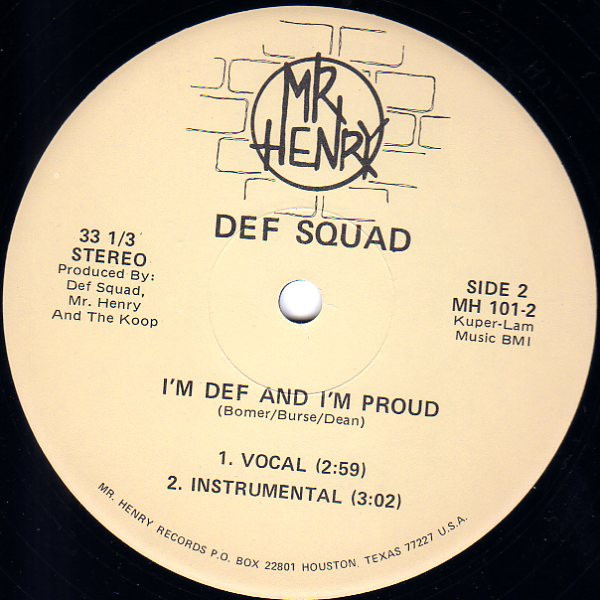 MR.
HENRY
DEF SQUAD
33 1/3
STEREO
Produced By:
Def Squad,
Mr. Henry
And The Koop
SIDE 2
MH 101-2
Kuper-Lam
Music BMI
I'M DEF AND I'M PROUD
(Bomer/Burse/Dean)
1. VOCAL (2:59)
2. INSTRUMENTAL (3:02)
MR. HENRY RECORDS P.O. BOX 22801 HOUSTON, TEXAS 77227 U.S.A.